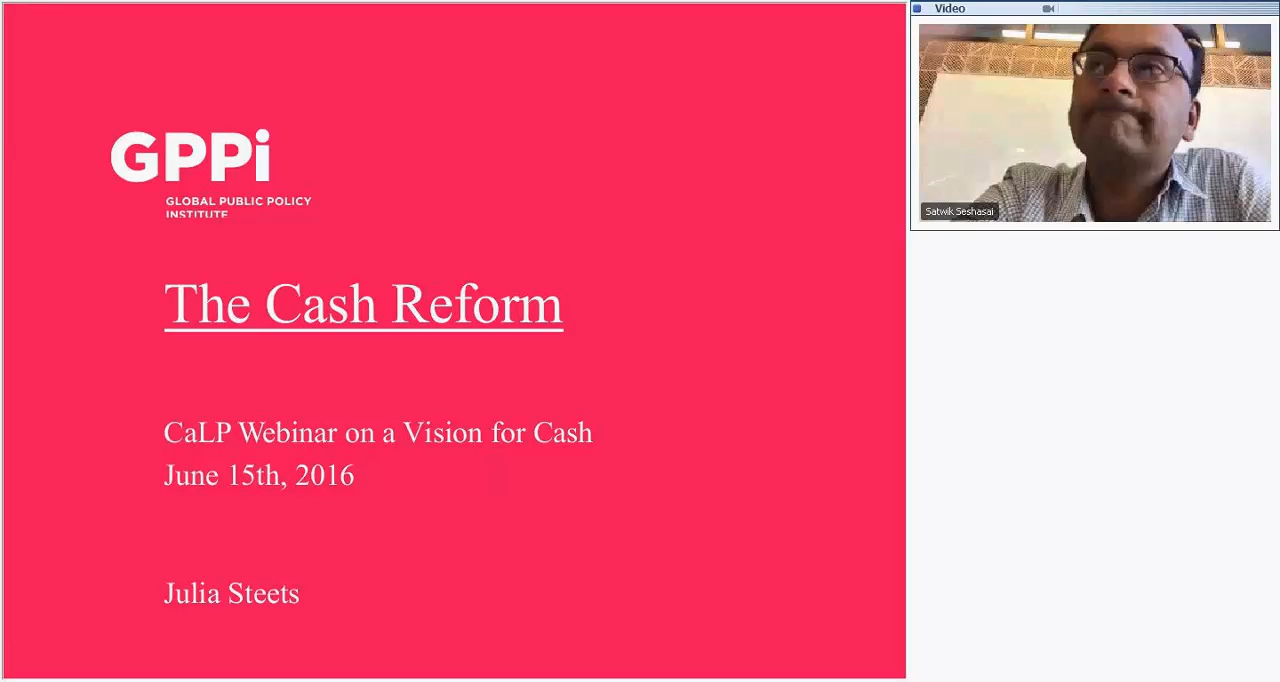 GPPi
GLOBAL PUBLIC POLICY
INSTITUTE
The Cash Reform
CaLP Webinar on a Vision for Cash
June 15th, 2016
Julia Steets
Video
Satwik Seshasai